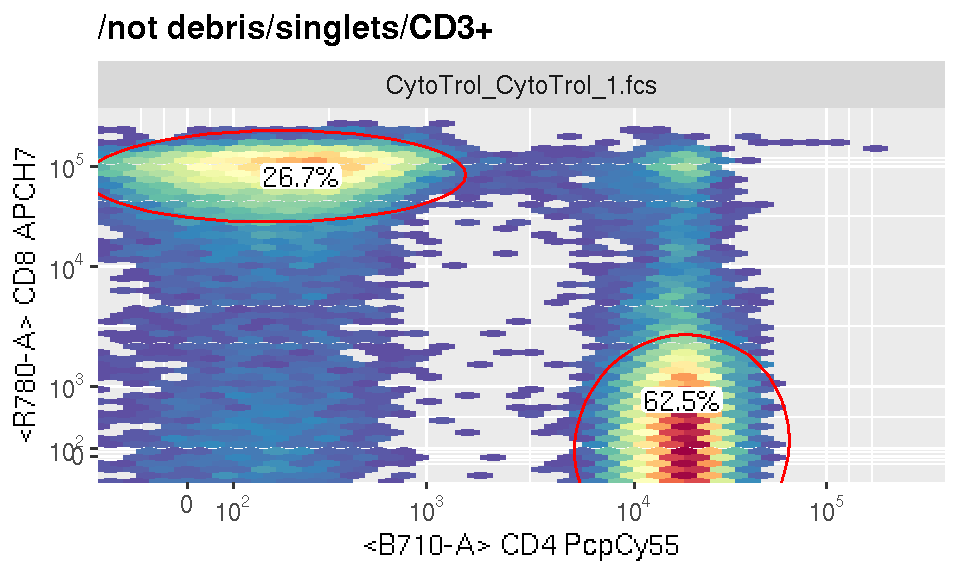 /not debris/singlets/CD3+
CytoTrol_CytoTrol_1.fcs
<R780-A> CD8 APCH7
10^5
10^4
10^3
10^2
0
26.7%
62.5%
0 10^2 10^3 10^4 10^5
<B710-A> CD4 PcpCy55